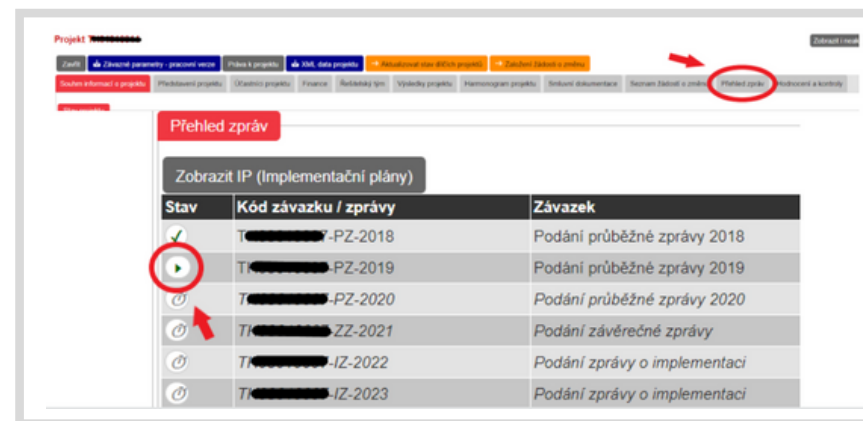 Projekt
Zobrazit i neak
Zavřít Závazné parametry - pracovní verze Práva k projektu XML data projektu Aktualizovat stav dílčích projektů Založení žádosti o změnu
Souhrn informací o projektu Představení projektu Účastníci projektu Finance Řešitelský tým Výsledky projektu Harmonogram projektu Smluvní dokumentace Seznam žádostí o změnu Přehled zpráv Hodnocení a kontroly
Přehled zpráv
Zobrazit IP (Implementační plány)
Stav Kód závazku / zprávy Závazek
-PZ-2018 Podání průběžné zprávy 2018
-PZ-2019 Podání průběžné zprávy 2019
-PZ-2020 Podání průběžné zprávy 2020
-ZZ-2021 Podání závěrečné zprávy
-IZ-2022 Podání zprávy o implementaci
-IZ-2023 Podání zprávy o implementaci